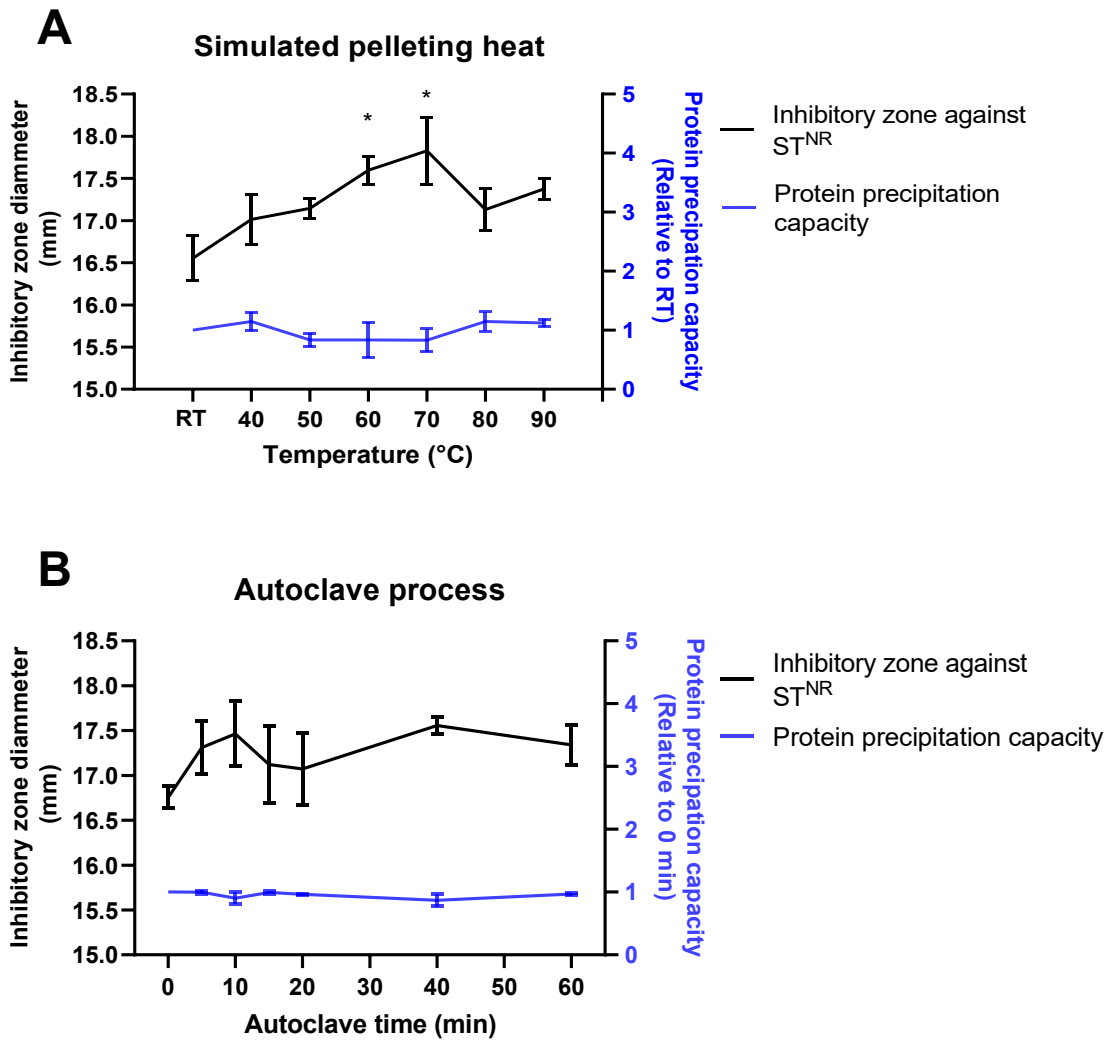 A
Simulated pelleting heat
Inhibitory zone diammeter
(mm)
18.5
18.0
17.5
17.0
16.5
16.0
15.5
15.0
*
*
5
4
3
2
1
0
Protein precipation capacity
(Relative to RT)
RT 40 50 60 70 80 90
Temperature (°C)
Inhibitory zone against
STᴺᴿ
Protein precipitation
capacity
B
Autoclave process
Inhibitory zone diammeter
(mm)
18.5
18.0
17.5
17.0
16.5
16.0
15.5
15.0
5
4
3
2
1
0
Protein precipation capacity
(Relative to 0 min)
0 10 20 30 40 50 60
Autoclave time (min)
Inhibitory zone against
STᴺᴿ
Protein precipitation capacity